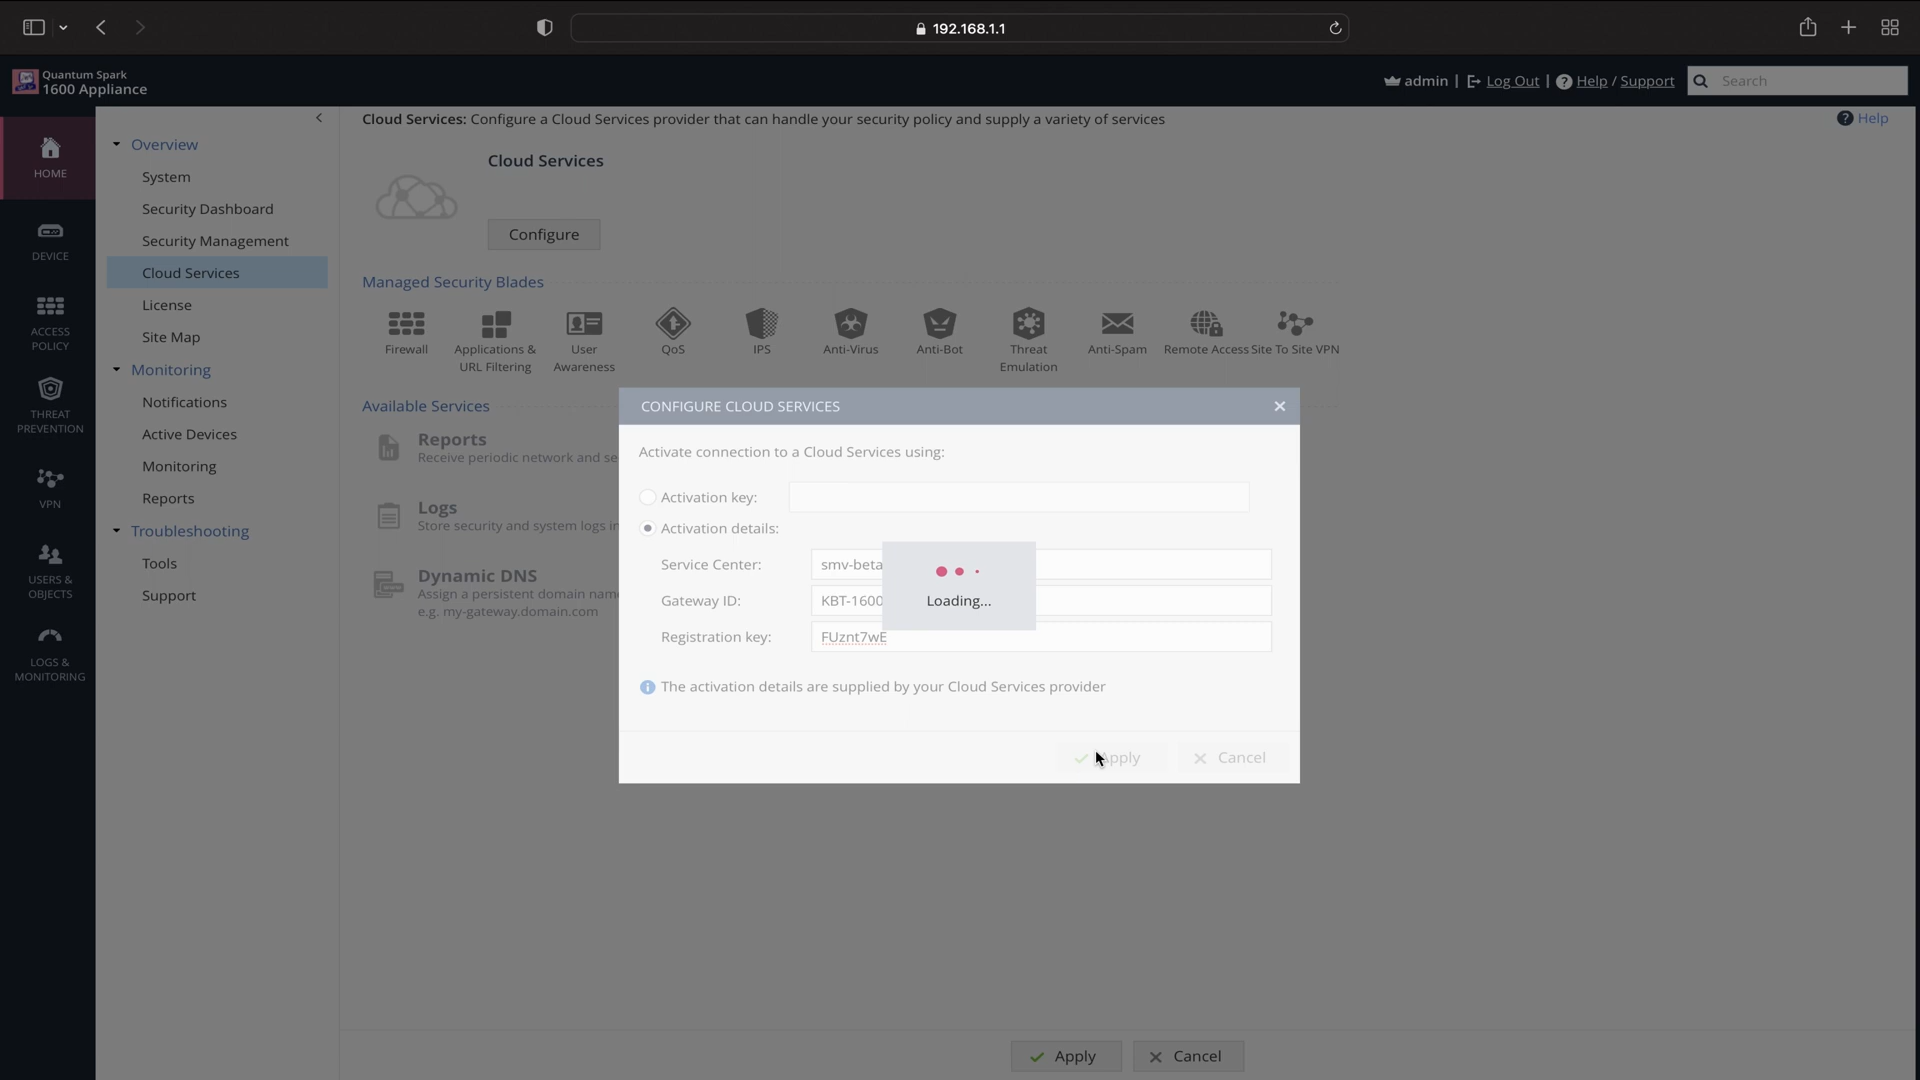 192.168.1.1
Quantum Spark
1600 Appliance
admin | Log Out | Help / Support
Search
HOME
DEVICE
ACCESS
POLICY
THREAT
PREVENTION
VPN
USERS &
OBJECTS
LOGS &
MONITORING
Overview
System
Security Dashboard
Security Management
Cloud Services
License
Site Map
Monitoring
Notifications
Active Devices
Monitoring
Reports
Troubleshooting
Tools
Support
Cloud Services: Configure a Cloud Services provider that can handle your security policy and supply a variety of services
Help
Cloud Services
Configure
Managed Security Blades
Firewall
Applications &
URL Filtering
User
Awareness
QoS
IPS
Anti-Virus
Anti-Bot
Threat
Emulation
Anti-Spam
Remote Access
Site To Site VPN
Available Services
Reports
Receive periodic network and se
Logs
Store security and system logs in
Dynamic DNS
Assign a persistent domain name
e.g. my-gateway.domain.com
CONFIGURE CLOUD SERVICES
Activate connection to a Cloud Services using:
Activation key:
Activation details:
Service Center: smv-beta
Gateway ID: KBT-1600
Registration key: FUznt7wE
Loading...
The activation details are supplied by your Cloud Services provider
Apply
Cancel
Apply
Cancel